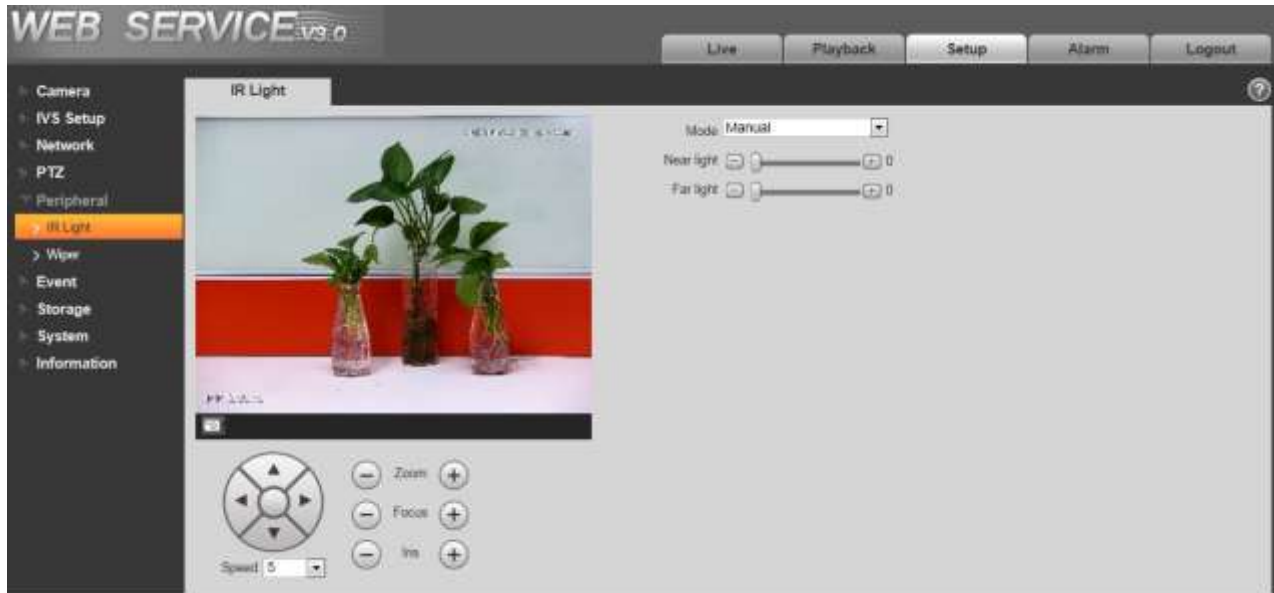 WEB SERVICE V3.0
Live Playback Setup Alarm Logout
Camera
IVS Setup
Network
PTZ
Peripheral
IR Light
Wiper
Event
Storage
System
Information
IR Light
?
Mode Manual
Near light 0
Far light 0
Zoom
Focus
Iris
Speed 5